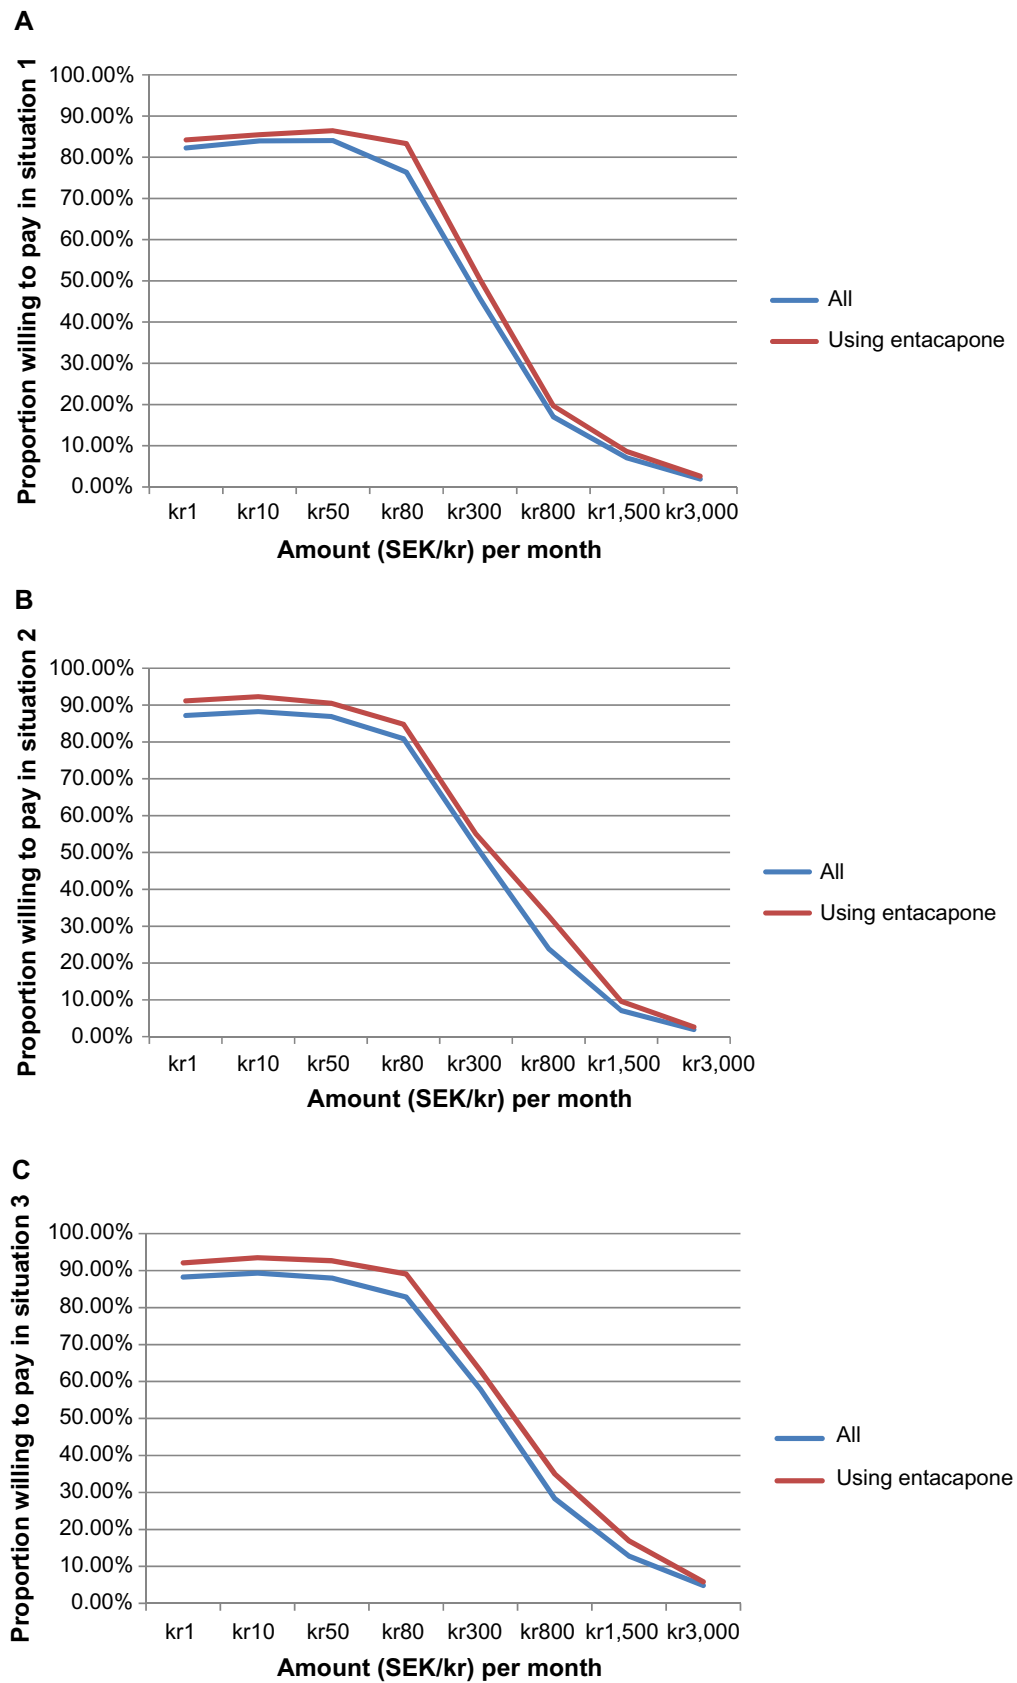 A
Proportion willing to pay in situation 1
100.00%
90.00%
80.00%
70.00%
60.00%
50.00%
40.00%
30.00%
20.00%
10.00%
0.00%
kr1 kr10 kr50 kr80 kr300 kr800 kr1,500 kr3,000
Amount (SEK/kr) per month
All
Using entacapone
B
Proportion willing to pay in situation 2
100.00%
90.00%
80.00%
70.00%
60.00%
50.00%
40.00%
30.00%
20.00%
10.00%
0.00%
kr1 kr10 kr50 kr80 kr300 kr800 kr1,500 kr3,000
Amount (SEK/kr) per month
All
Using entacapone
C
Proportion willing to pay in situation 3
100.00%
90.00%
80.00%
70.00%
60.00%
50.00%
40.00%
30.00%
20.00%
10.00%
0.00%
kr1 kr10 kr50 kr80 kr300 kr800 kr1,500 kr3,000
Amount (SEK/kr) per month
All
Using entacapone